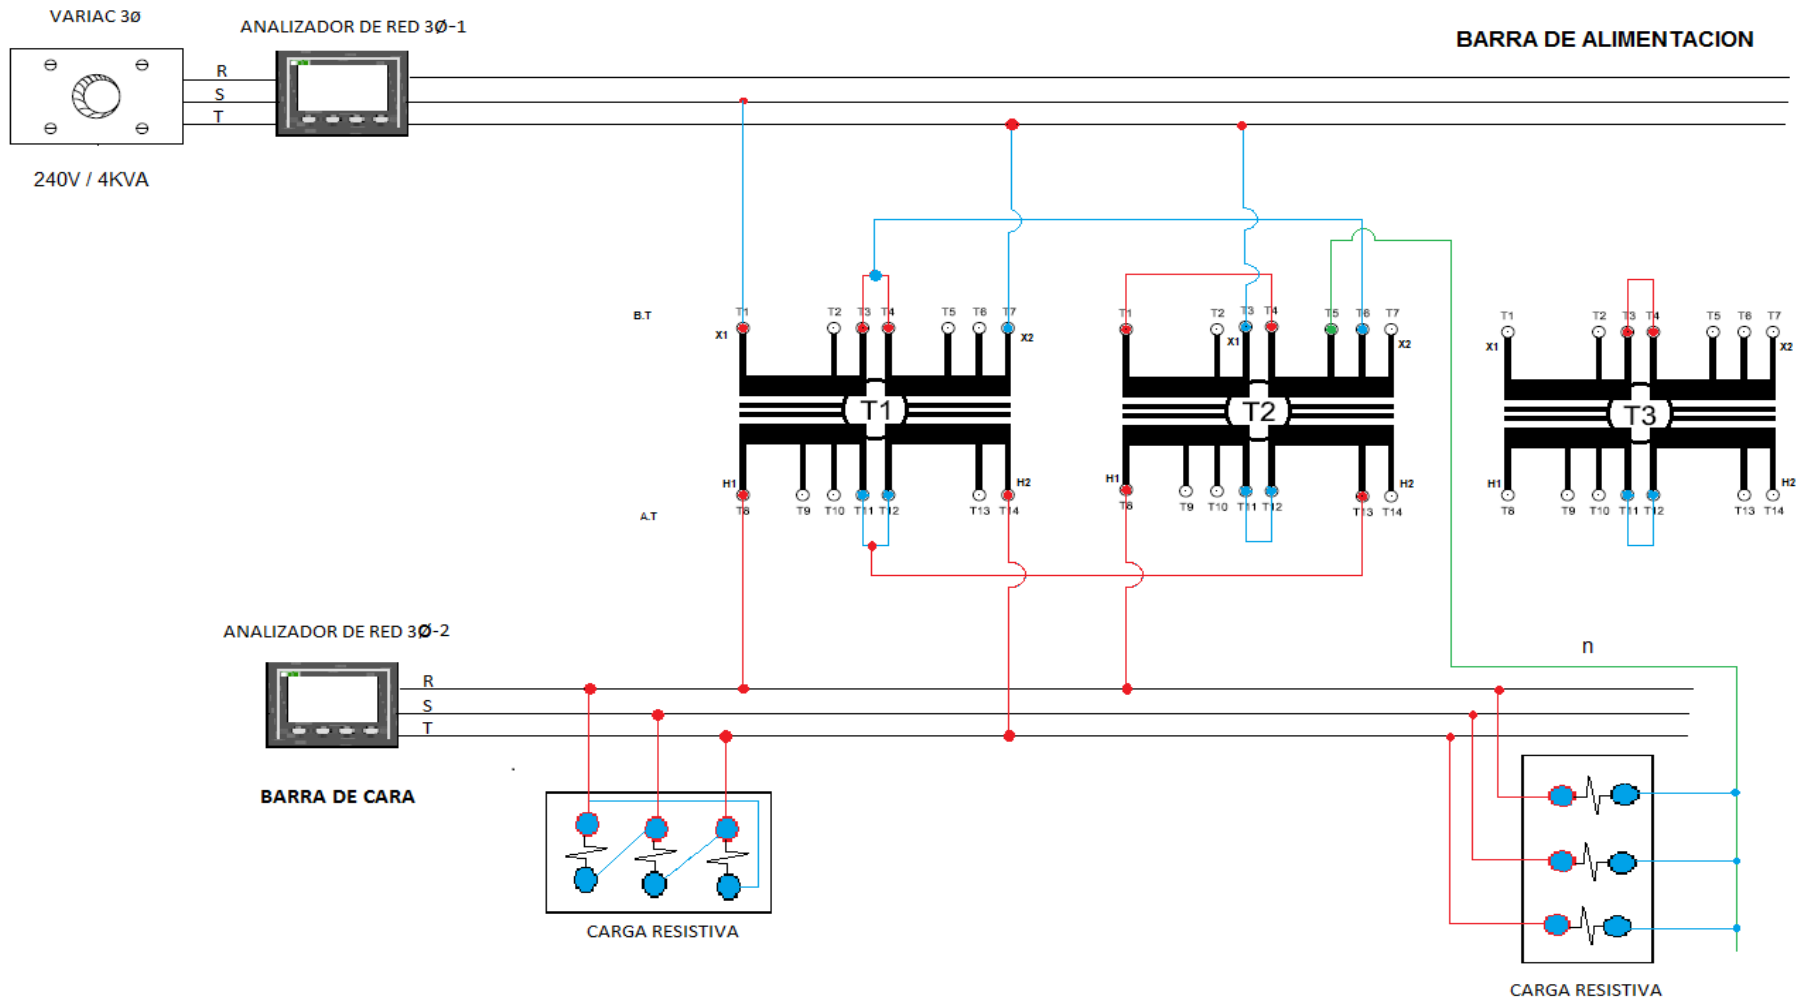 VARIAC 3ø
ANALIZADOR DE RED 3Ø-1
BARRA DE ALIMENTACION
R
S
T
240V / 4KVA
B.T
T1 T2 T3 T4 T5 T6 T7
X1 X2
T1
H1 H2
T8 T9 T10 T11 T12 T13 T14
A.T
T1 T2 T3 T4 T5 T6 T7
X1 X2
T2
H1 H2
T8 T9 T10 T11 T12 T13 T14
T1 T2 T3 T4 T5 T6 T7
X1 X2
T3
H1 H2
T8 T9 T10 T11 T12 T13 T14
ANALIZADOR DE RED 3Ø-2
n
R
S
T
BARRA DE CARA
CARGA RESISTIVA
CARGA RESISTIVA